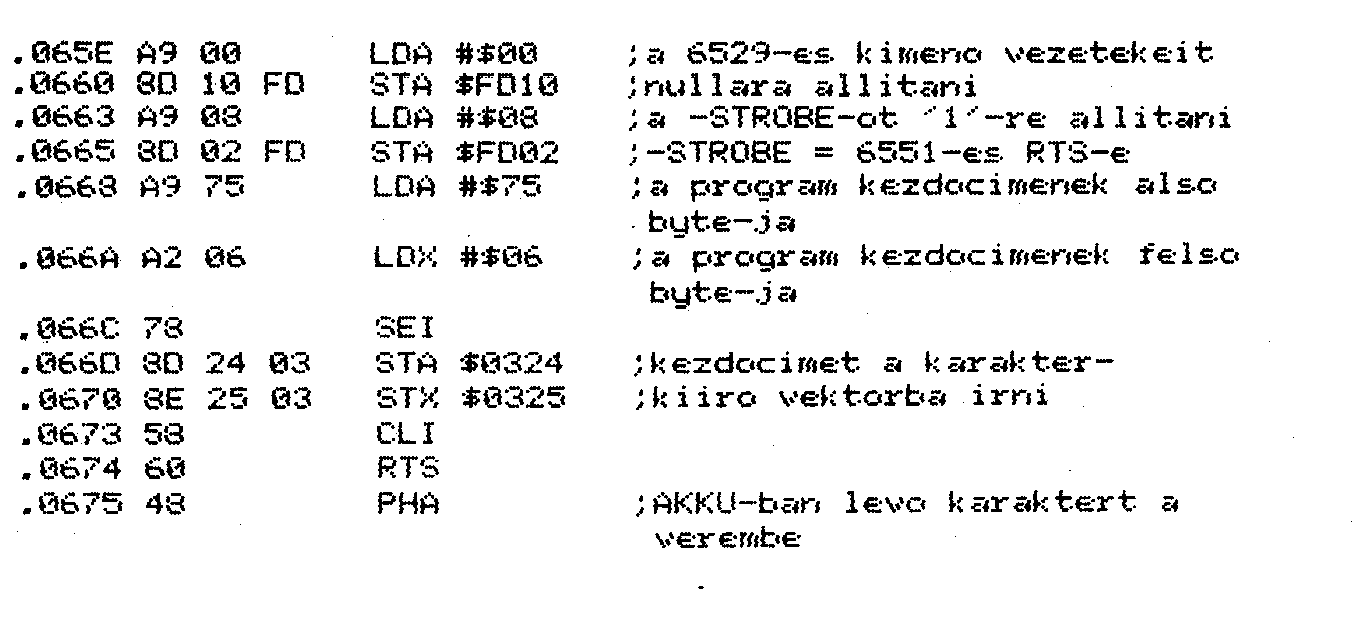 .065E A9 00 LDA #$00 ;a 6529-es kimeno vezetekeit
.0660 8D 10 FD STA $FD10 ;nullara allitani
.0663 A9 08 LDA #$08 ;a -STROBE-ot '1'-re allitani
.0665 8D 02 FD STA $FD02 ;-STROBE = 6551-es RTS-e
.0668 A9 75 LDA #$75 ;a program kezdocimenek also
byte-ja
.066A A2 06 LDX #$06 ;a program kezdocimenek felso
byte-ja
.066C 78 SEI
.066D 8D 24 03 STA $0324 ;kezdocimet a karakter-
.0670 8E 25 03 STX $0325 ;kiiro vektorba irni
.0673 58 CLI
.0674 60 RTS
.0675 48 PHA ;AKKU-ban levo karaktert a
verembe